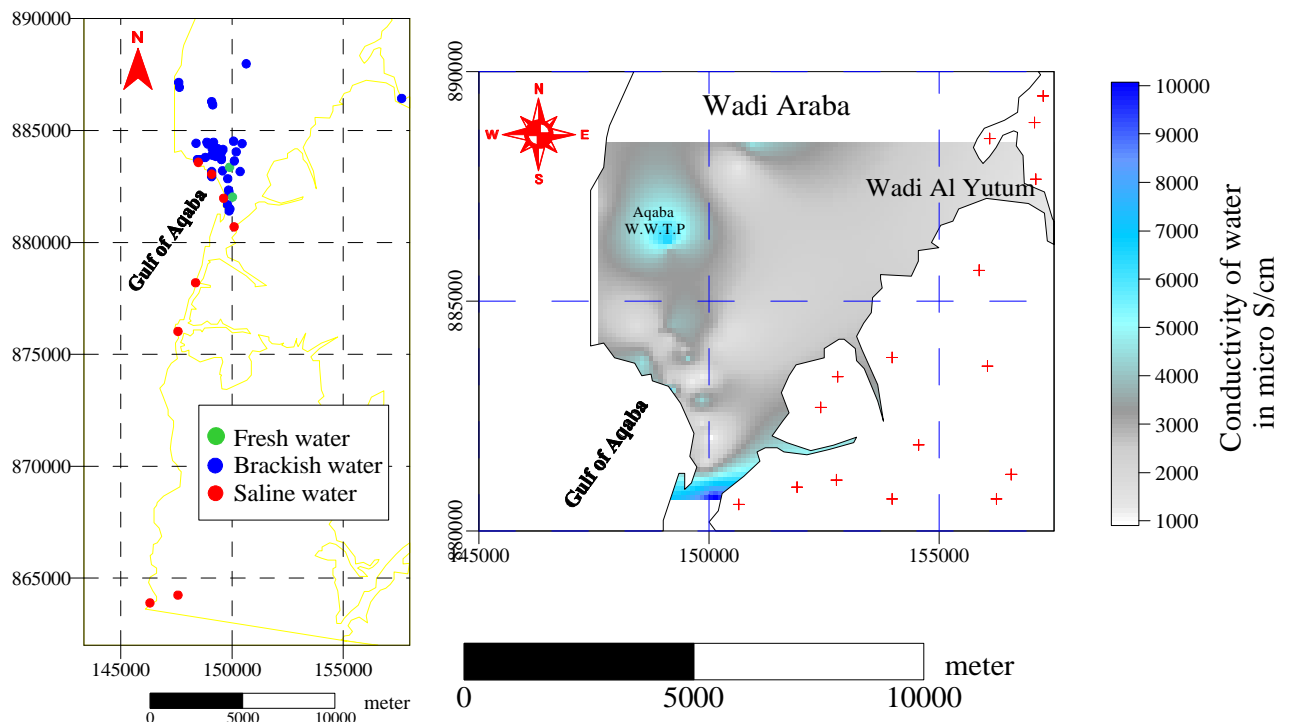 890000
885000
880000
875000
870000
865000
N
Gulf of Aqaba
Fresh water
Brackish water
Saline water
145000 150000 155000
0 5000 10000 meter
890000
885000
880000
N
W E
S
Wadi Araba
Wadi Al Yutum
Aqaba
W.W.T.P
Gulf of Aqaba
145000 150000 155000
0 5000 10000 meter
10000
9000
8000
7000
6000
5000
4000
3000
2000
1000
Conductivity of water
in micro S/cm